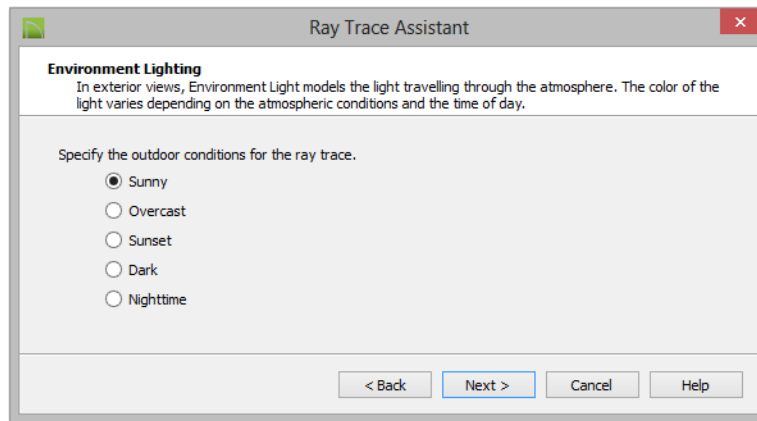 Ray Trace Assistant
Environment Lighting
In exterior views, Environment Light models the light travelling through the atmosphere. The color of the
light varies depending on the atmospheric conditions and the time of day.
Specify the outdoor conditions for the ray trace.
Sunny
Overcast
Sunset
Dark
Nighttime
< Back Next > Cancel Help